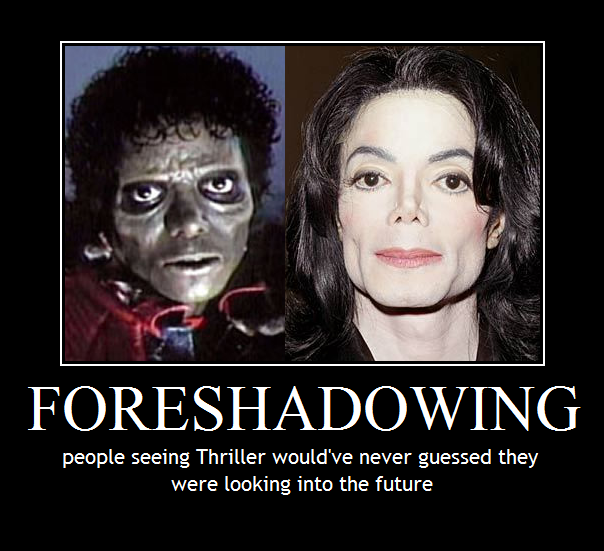 FORESHADOWING
people seeing Thriller would've never guessed they
were looking into the future